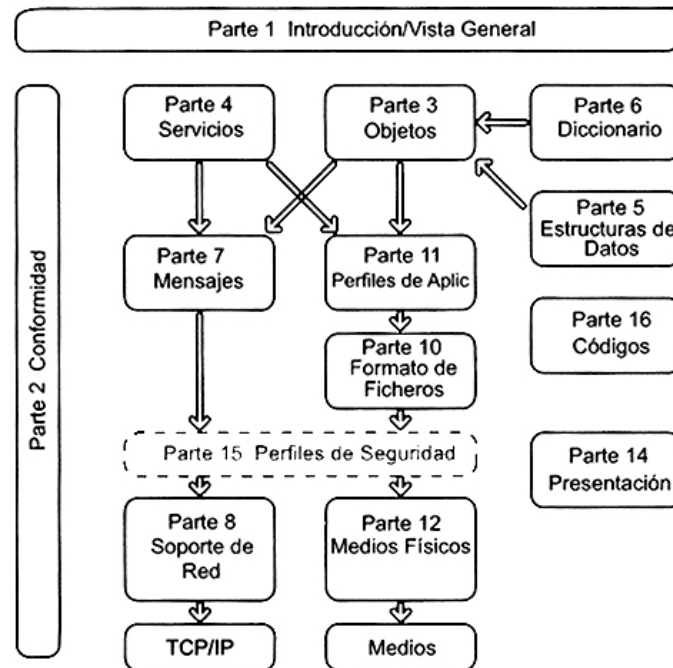 Parte 1 Introducción/Vista General
Parte 2 Conformidad
Parte 4
Servicios
Parte 3
Objetos
Parte 6
Diccionario
Parte 5
Estructuras de
Datos
Parte 7
Mensajes
Parte 11
Perfiles de Aplic
Parte 16
Códigos
Parte 10
Formato de
Ficheros
Parte 15 Perfiles de Seguridad
Parte 14
Presentación
Parte 8
Soporte de
Red
Parte 12
Medios Físicos
TCP/IP
Medios